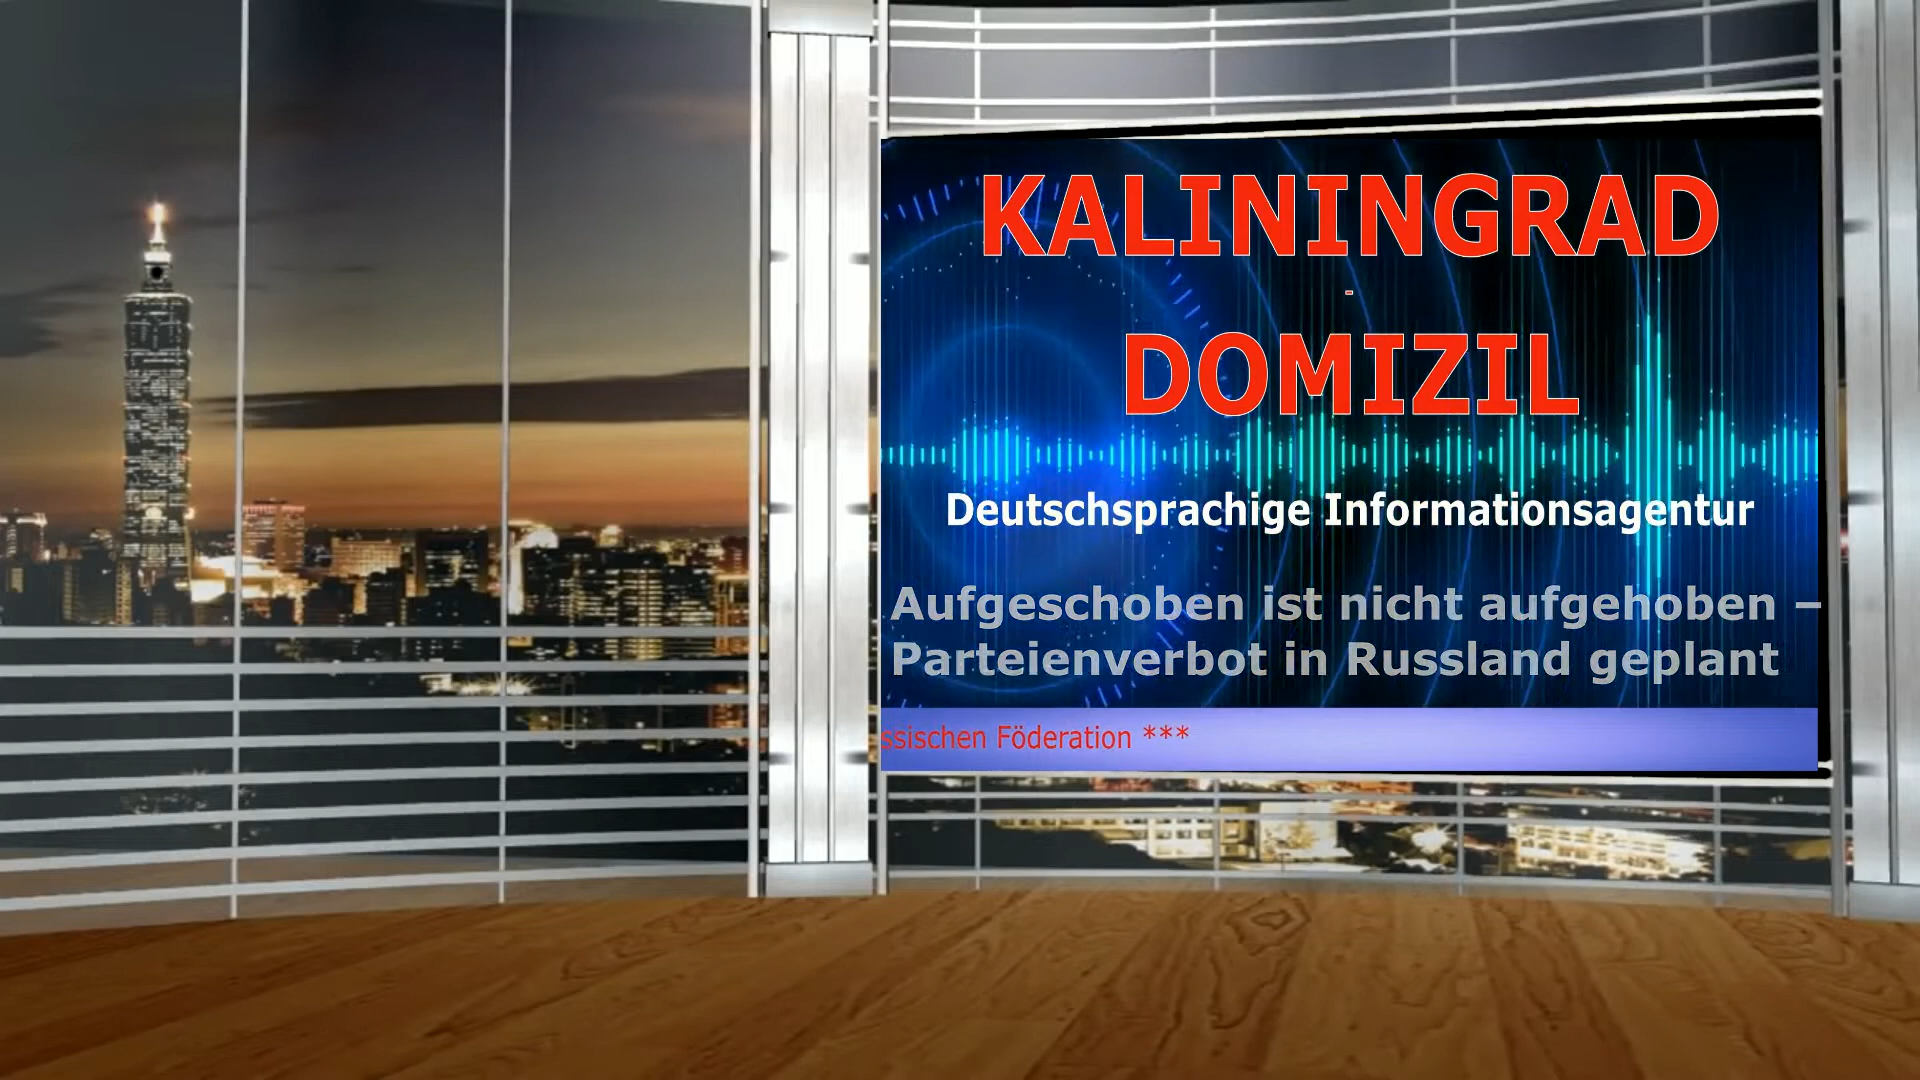 KALININGRAD
-
DOMIZIL
Deutschsprachige Informationsagentur
Aufgeschoben ist nicht aufgehoben –
Parteienverbot in Russland geplant
ssischen Föderation ***